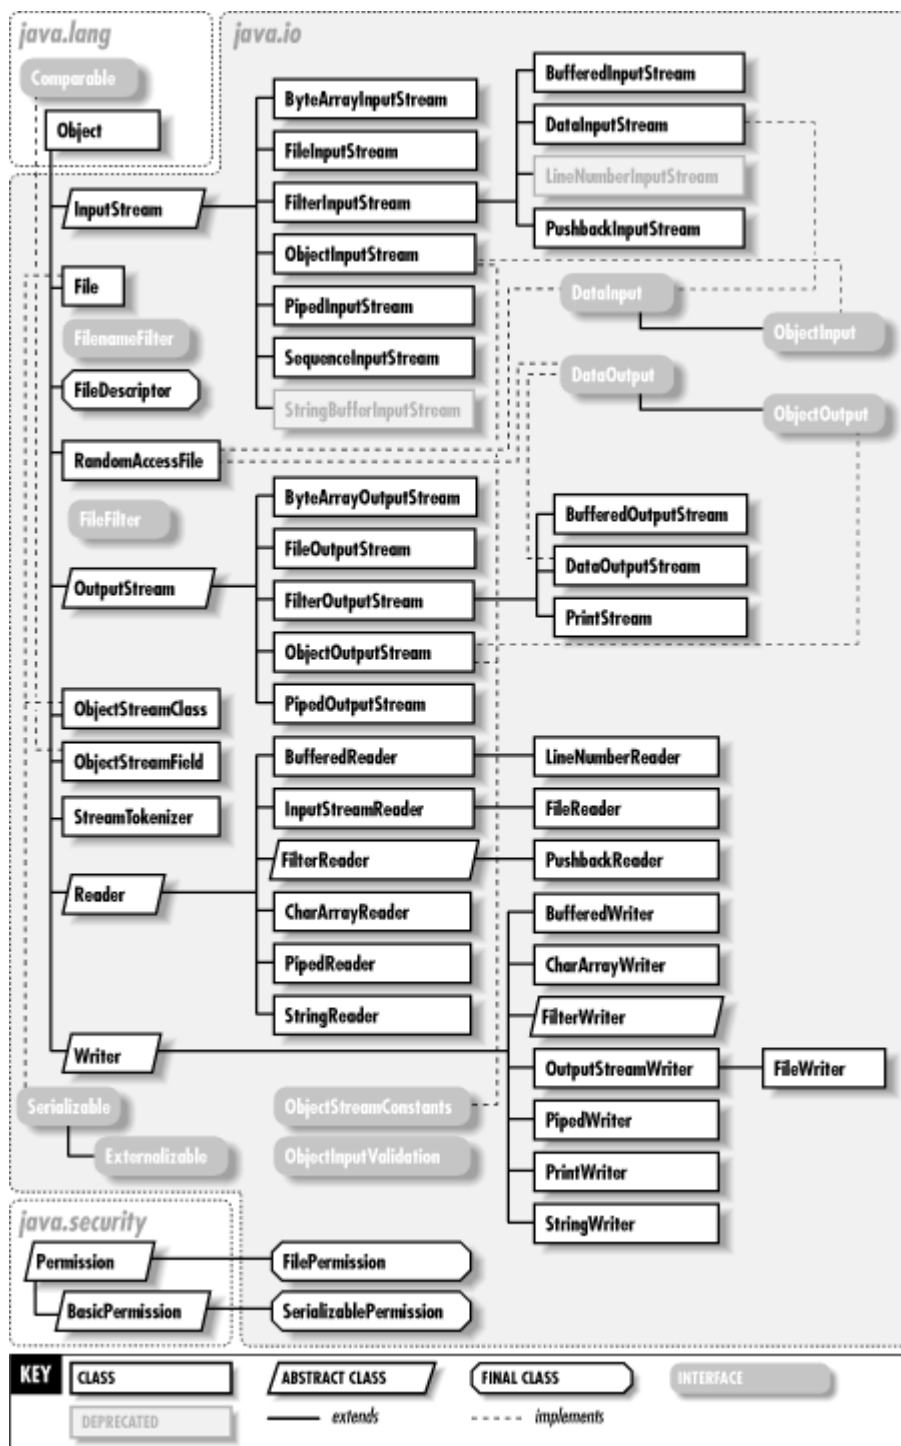 java.lang
java.io
Comparable
Object
ByteArrayInputStream
FileInputStream
FilterInputStream
ObjectInputStream
PipedInputStream
SequenceInputStream
StringBufferInputStream
BufferedInputStream
DataInputStream
LineNumberInputStream
PushbackInputStream
InputStream
File
FilenameFilter
FileDescriptor
RandomAccessFile
FileFilter
DataInput
ObjectInput
DataOutput
ObjectOutput
OutputStream
ByteArrayOutputStream
FileOutputStream
FilterOutputStream
ObjectOutputStream
PipedOutputStream
BufferedOutputStream
DataOutputStream
PrintStream
ObjectStreamClass
ObjectStreamField
StreamTokenizer
Reader
BufferedReader
InputStreamReader
FilterReader
CharArrayReader
PipedReader
StringReader
LineNumberReader
FileReader
PushbackReader
Writer
BufferedWriter
CharArrayWriter
FilterWriter
OutputStreamWriter
FileWriter
PipedWriter
PrintWriter
StringWriter
Serializable
Externalizable
ObjectStreamConstants
ObjectInputValidation
java.security
Permission
FilePermission
BasicPermission
SerializablePermission
KEY
CLASS
ABSTRACT CLASS
FINAL CLASS
INTERFACE
DEPRECATED
extends
implements